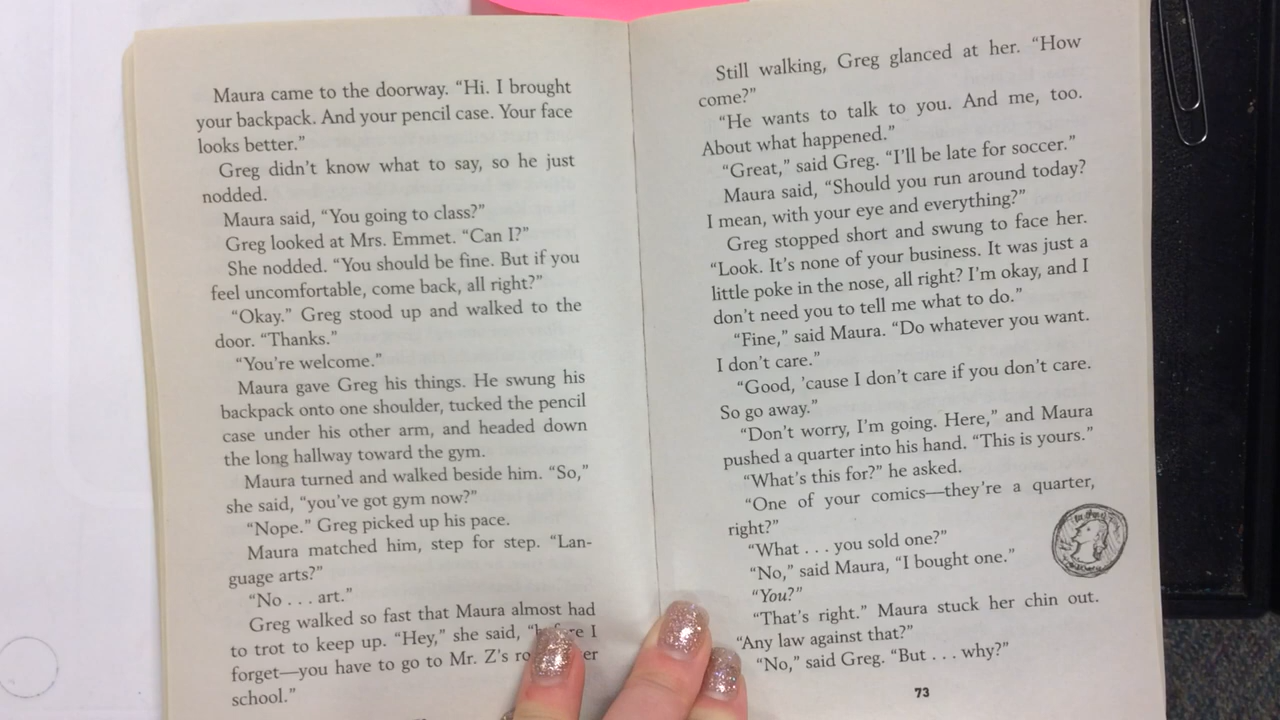 Maura came to the doorway. “Hi. I brought
your backpack. And your pencil case. Your face
looks better.”
Greg didn’t know what to say, so he just
nodded.
Maura said, “You going to class?”
Greg looked at Mrs. Emmet. “Can I?”
She nodded. “You should be fine. But if you
feel uncomfortable, come back, all right?”
“Okay.” Greg stood up and walked to the
door. “Thanks.”
“You’re welcome.”
Maura gave Greg his things. He swung his
backpack onto one shoulder, tucked the pencil
case under his other arm, and headed down
the long hallway toward the gym.
Maura turned and walked beside him. “So,”
she said, “you’ve got gym now?”
“Nope.” Greg picked up his pace.
Maura matched him, step for step. “Lan-
guage arts?”
“No . . . art.”
Greg walked so fast that Maura almost had
to trot to keep up. “Hey,” she said, I
forget—you have to go to Mr. Z’s
school.”
Still walking, Greg glanced at her. “How
come?”
“He wants to talk to you. And me, too.
About what happened.”
“Great,” said Greg. “I’ll be late for soccer.”
Maura said, “Should you run around today?
I mean, with your eye and everything?”
Greg stopped short and swung to face her.
“Look. It’s none of your business. It was just a
little poke in the nose, all right? I’m okay, and I
don’t need you to tell me what to do.”
“Fine,” said Maura. “Do whatever you want.
I don’t care.”
“Good, ’cause I don’t care if you don’t care.
So go away.”
“Don’t worry, I’m going. Here,” and Maura
pushed a quarter into his hand. “This is yours.”
“What’s this for?” he asked.
“One of your comics—they’re a quarter,
right?”
“What . . . you sold one?”
“No,” said Maura, “I bought one.”
“You?”
“That’s right.” Maura stuck her chin out.
“Any law against that?”
“No,” said Greg. “But . . . why?”
73